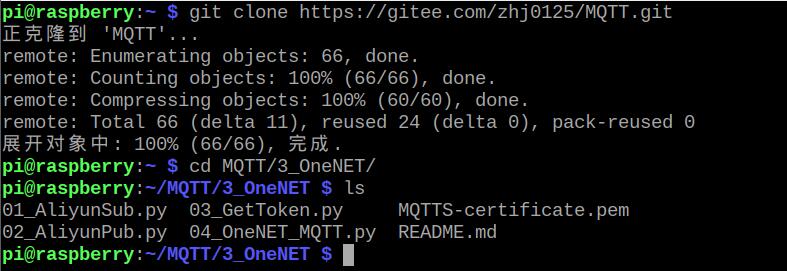 pi@raspberry:~ $ git clone https://gitee.com/zhj0125/MQTT.git
正克隆到 'MQTT'...
remote: Enumerating objects: 66, done.
remote: Counting objects: 100% (66/66), done.
remote: Compressing objects: 100% (60/60), done.
remote: Total 66 (delta 11), reused 24 (delta 0), pack-reused 0
展开对象中: 100% (66/66), 完成.
pi@raspberry:~ $ cd MQTT/3_OneNET/
pi@raspberry:~/MQTT/3_OneNET $ ls
01_AliyunSub.py  03_GetToken.py     MQTTS-certificate.pem
02_AliyunPub.py  04_OneNET_MQTT.py  README.md
pi@raspberry:~/MQTT/3_OneNET $